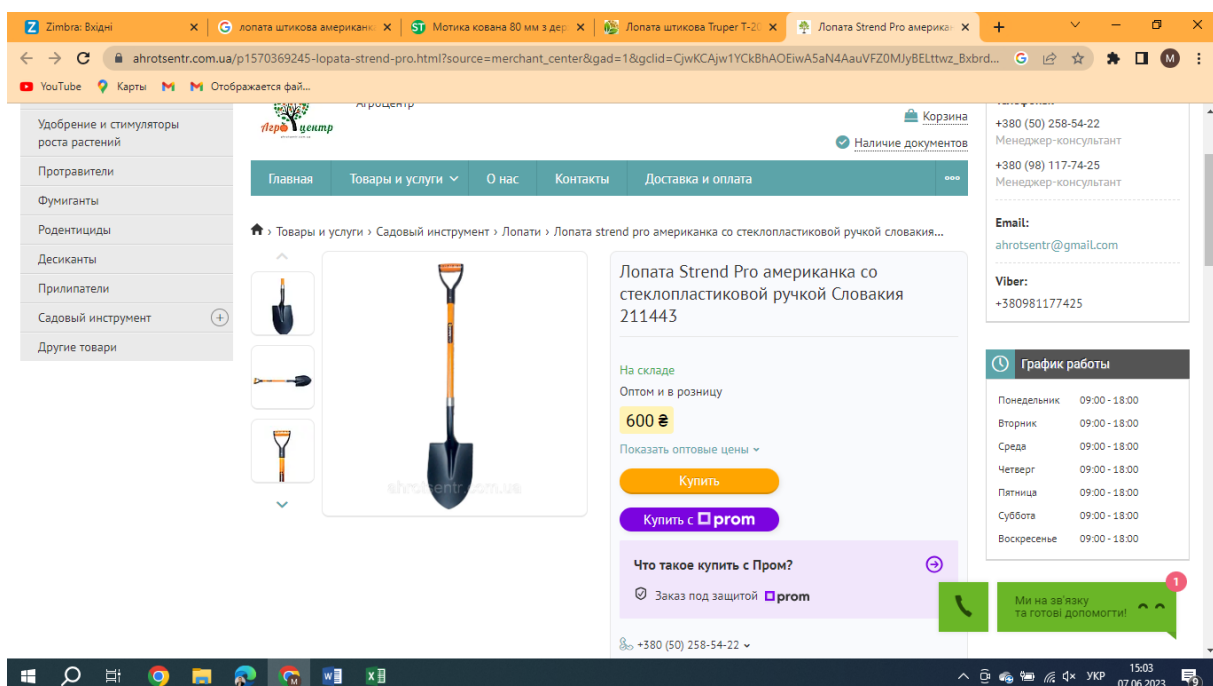 Zimbra: Вхідні
лопата штикова американк
Мотика кована 80 мм з дер
Лопата штикова Truper T-20
Лопата Strend Pro америка
ahrotsentr.com.ua/p1570369245-lopata-strend-pro.html?source=merchant_center&gad=1&gclid=CjwKCAjw1YCkBhAOEiwA5aN4AauVFZ0MJyBELttwz_Bxbrd...
YouTube
Карты
Отображается фай...
Удобрение и стимуляторы
роста растений
Протравители
Фумиганты
Родентициды
Десиканты
Прилипатели
Садовый инструмент
Другие товари
Агро центр
АгроЦентр
Корзина
Наличие документов
Главная Товары и услуги О нас Контакты Доставка и оплата
› Товары и услуги › Садовый инструмент › Лопати › Лопата strend pro американка со стеклопластиковой ручкой словакия...
ahrotsentr.com.ua
Лопата Strend Pro американка со
стеклопластиковой ручкой Словакия
211443
На складе
Оптом и в розницу
600 ₴
Показать оптовые цены
Купить
Купить с prom
Что такое купить с Пром?
Заказ под защитой prom
+380 (50) 258-54-22
+380 (50) 258-54-22
Менеджер-консультант
+380 (98) 117-74-25
Менеджер-консультант
Email:
ahrotsentr@gmail.com
Viber:
+380981177425
График работы
Понедельник 09:00 - 18:00
Вторник 09:00 - 18:00
Среда 09:00 - 18:00
Четверг 09:00 - 18:00
Пятница 09:00 - 18:00
Суббота 09:00 - 18:00
Воскресенье 09:00 - 18:00
1
Ми на зв'язку
та готові допомогти!
УКР
15:03
07.06.2023